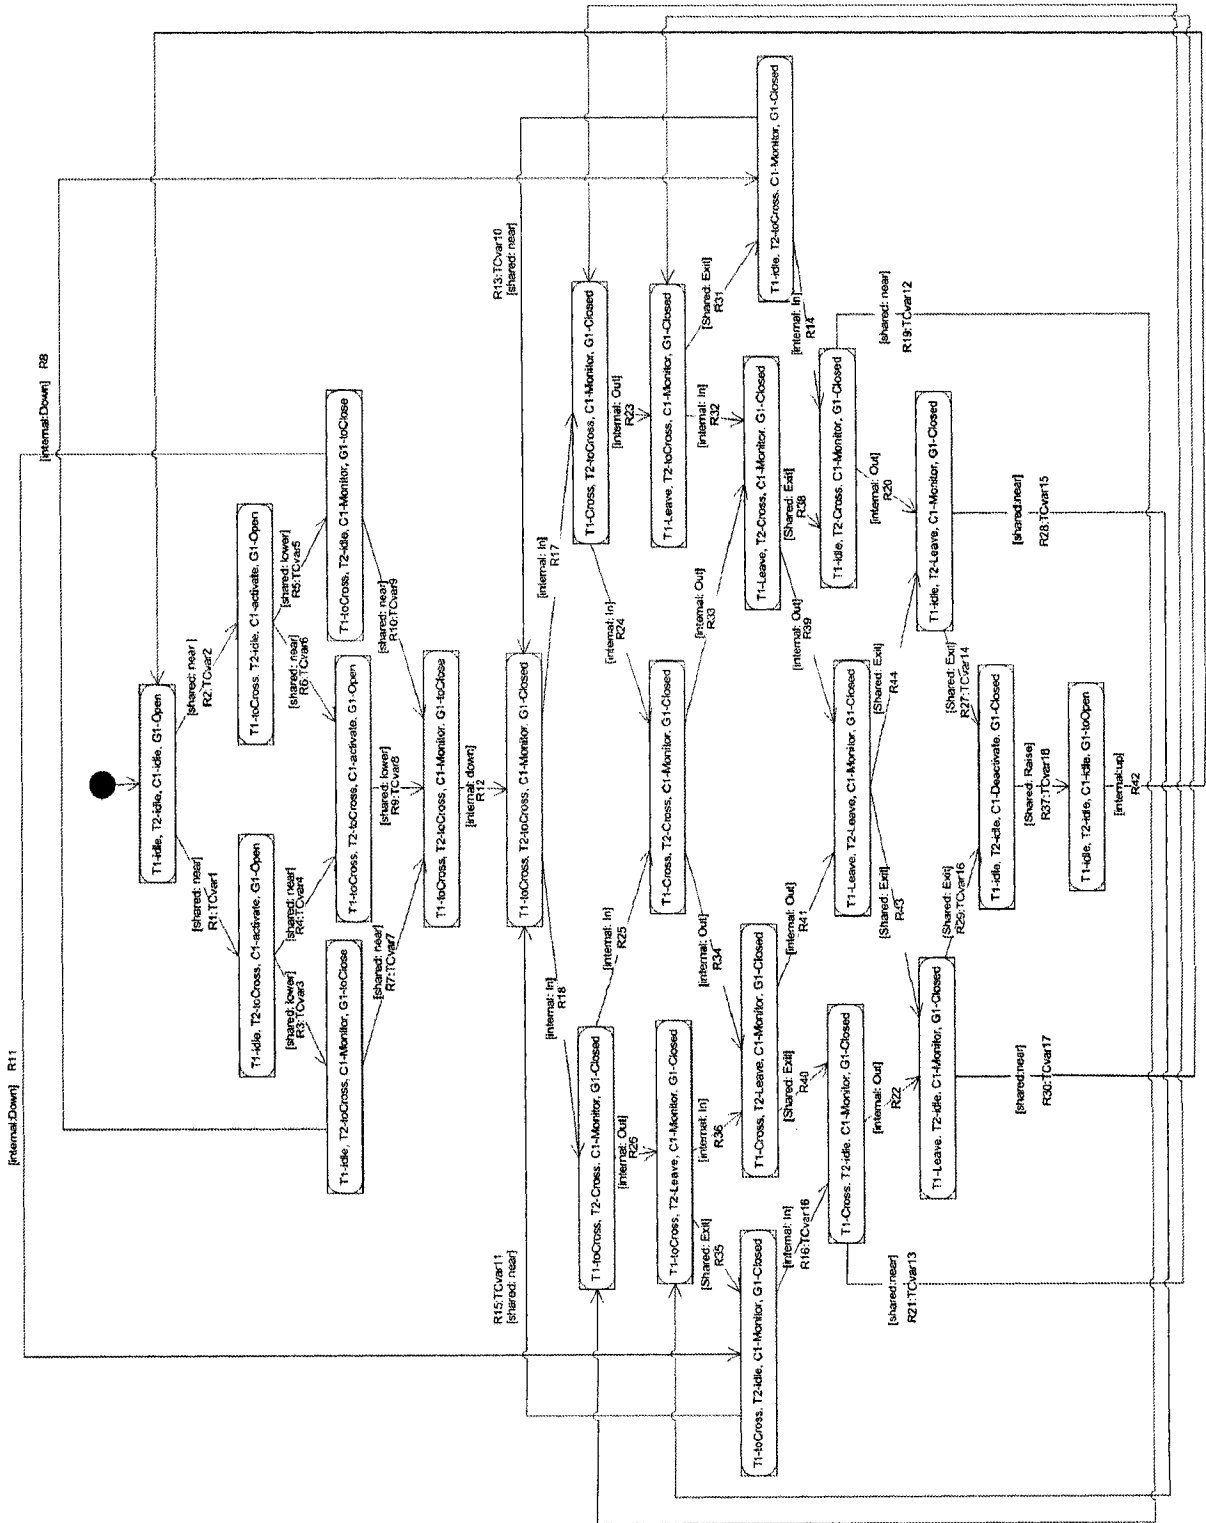 [internal:Down] R11
[internal:Down] R8
T1-idle, T2-idle, C1-idle, G1-Open
[shared: near]
R1:TCvar1
[shared: near ]
R2:TCvar2
T1-idle, T2-toCross, C1-activate, G1-Open
T1-toCross, T2-idle, C1-activate, G1-Open
[shared: lower]
R3:TCvar3
[shared: near]
R4:TCvar4
[shared: near]
R6:TCvar6
[shared: lower]
R5:TCvar5
T1-idle, T2-toCross, C1-Monitor, G1-toClose
T1-toCross, T2-toCross, C1-activate, G1-Open
T1-toCross, T2-idle, C1-Monitor, G1-toClose
[shared: near]
R7:TCvar7
[shared: lower]
R9:TCvar8
[shared: near]
R10:TCvar9
T1-toCross, T2-toCross, C1-Monitor, G1-toClose
[internal: down]
R12
R15:TCvar11
[shared: near]
R13:TCvar10
[shared: near]
T1-toCross, T2-toCross, C1-Monitor, G1-Closed
[internal: In]
R18
[internal: In]
R17
T1-toCross, T2-Cross, C1-Monitor, G1-Closed
T1-Cross, T2-toCross, C1-Monitor, G1-Closed
[internal: Out]
R26
[internal: In]
R25
[internal: In]
R24
[internal: Out]
R23
T1-toCross, T2-Leave, C1-Monitor, G1-Closed
T1-Cross, T2-Cross, C1-Monitor, G1-Closed
T1-Leave, T2-toCross, C1-Monitor, G1-Closed
[Shared: Exit]
R35
[internal: In]
R36
[internal: Out]
R34
[internal: Out]
R33
[internal: In]
R32
[Shared: Exit]
R31
T1-toCross, T2-idle, C1-Monitor, G1-Closed
T1-Cross, T2-Leave, C1-Monitor, G1-Closed
T1-Leave, T2-Cross, C1-Monitor, G1-Closed
T1-idle, T2-toCross, C1-Monitor, G1-Closed
[internal: In]
R16:TCvar16
[Shared: Exit]
R40
[internal: Out]
R41
[internal: Out]
R39
[Shared: Exit]
R38
[internal: In]
R14
T1-Cross, T2-idle, C1-Monitor, G1-Closed
T1-Leave, T2-Leave, C1-Monitor, G1-Closed
T1-idle, T2-Cross, C1-Monitor, G1-Closed
[shared:near]
R21:TCvar13
[internal: Out]
R22
[Shared: Exit]
R43
[Shared: Exit]
R44
[internal: Out]
R20
[shared: near]
R19:TCvar12
T1-Leave, T2-idle, C1-Monitor, G1-Closed
T1-idle, T2-Leave, C1-Monitor, G1-Closed
[shared:near]
R30:TCvar17
[Shared: Exit]
R29:TCvar16
[Shared: Exit]
R27:TCvar14
[shared:near]
R28:TCvar15
T1-idle, T2-idle, C1-Deactivate, G1-Closed
[Shared: Raise]
R37:TCvar18
T1-idle, T2-idle, C1-idle, G1-toOpen
[internal:up]
R42